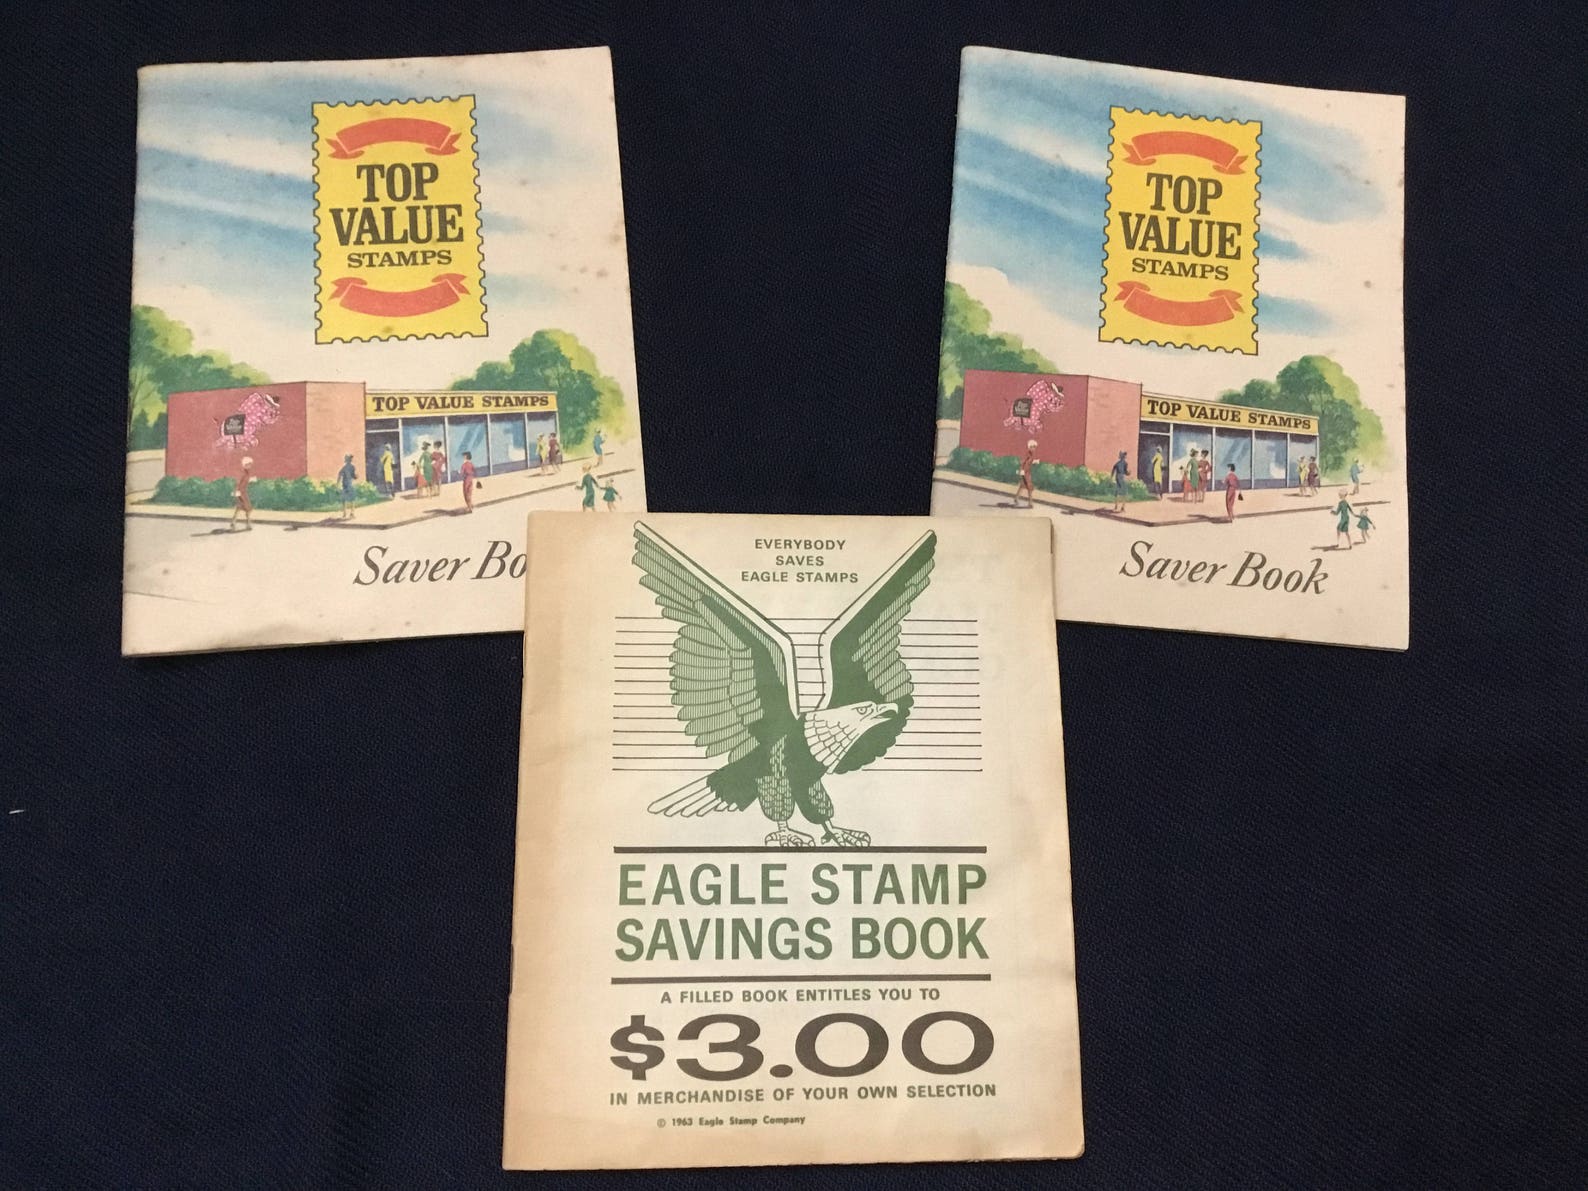 TOP
VALUE
STAMPS
TOP VALUE STAMPS
Saver Bo
TOP
VALUE
STAMPS
TOP VALUE STAMPS
Saver Book
EVERYBODY
SAVES
EAGLE STAMPS
EAGLE STAMP
SAVINGS BOOK
A FILLED BOOK ENTITLES YOU TO
$3.00
IN MERCHANDISE OF YOUR OWN SELECTION
© 1963 Eagle Stamp Company